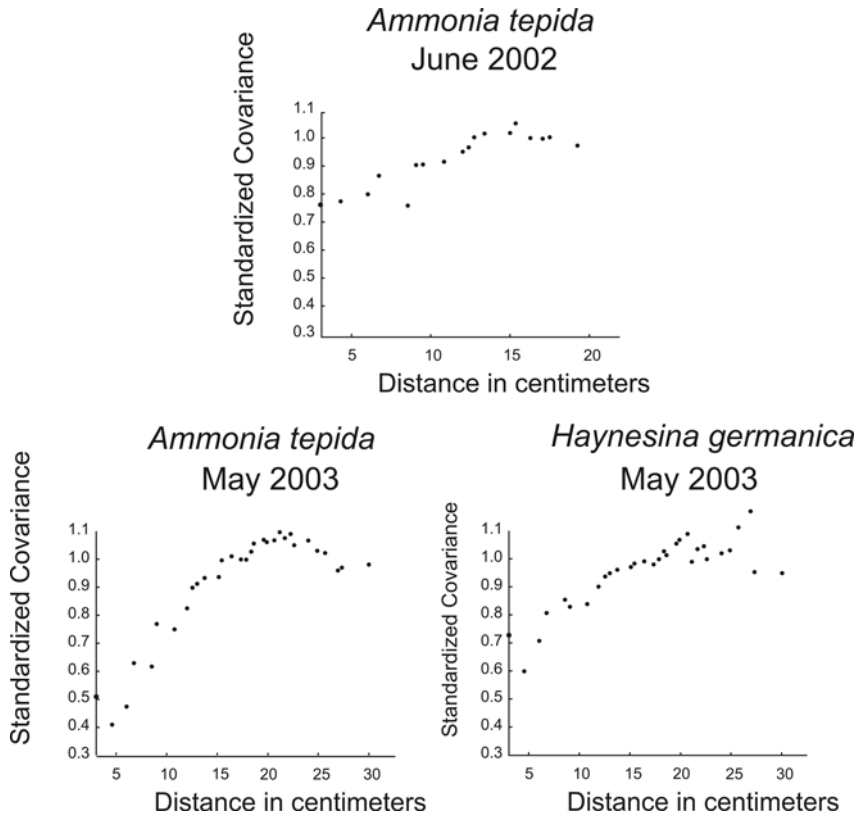 Ammonia tepida
June 2002
Standardized Covariance
1.1
1.0
0.9
0.8
0.7
0.6
0.5
0.4
0.3
5 10 15 20
Distance in centimeters
Ammonia tepida
May 2003
Standardized Covariance
1.1
1.0
0.9
0.8
0.7
0.6
0.5
0.4
0.3
5 10 15 20 25 30
Distance in centimeters
Haynesina germanica
May 2003
Standardized Covariance
1.1
1.0
0.9
0.8
0.7
0.6
0.5
0.4
0.3
5 10 15 20 25 30
Distance in centimeters